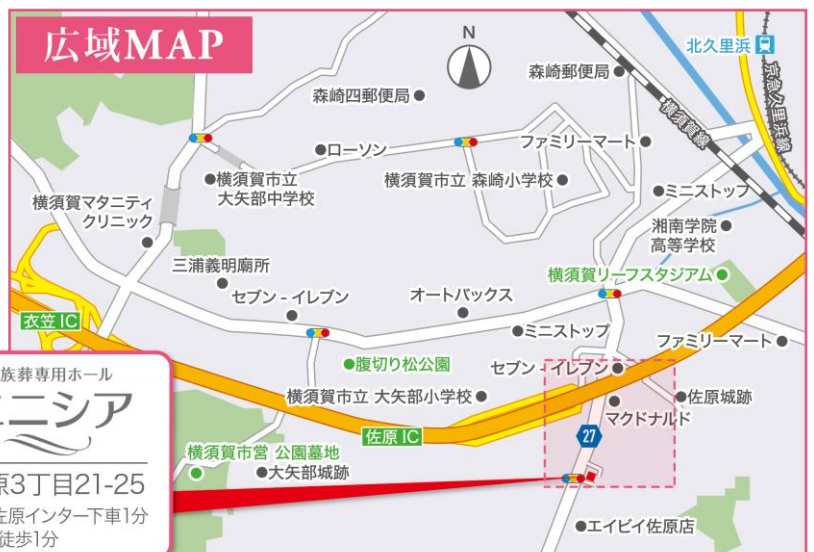 広域MAP
N
北久里浜
京急久里浜線
横須賀線
森崎郵便局
森崎四郵便局
ファミリーマート
ローソン
横須賀市立
大矢部中学校
横須賀市立 森崎小学校
ミニストップ
横須賀マタニティ
クリニック
湘南学院
高等学校
三浦義明廟所
横須賀リーフスタジアム
セブン-イレブン
オートバックス
衣笠IC
ミニストップ
ファミリーマート
腹切り松公園
セブン-イレブン
族葬専用ホール
エニシア
横須賀市立 大矢部小学校
佐原城跡
マクドナルド
佐原IC
27
横須賀市営 公園墓地
大矢部城跡
原3丁目21-25
佐原インター下車1分
徒歩1分
エイビイ佐原店